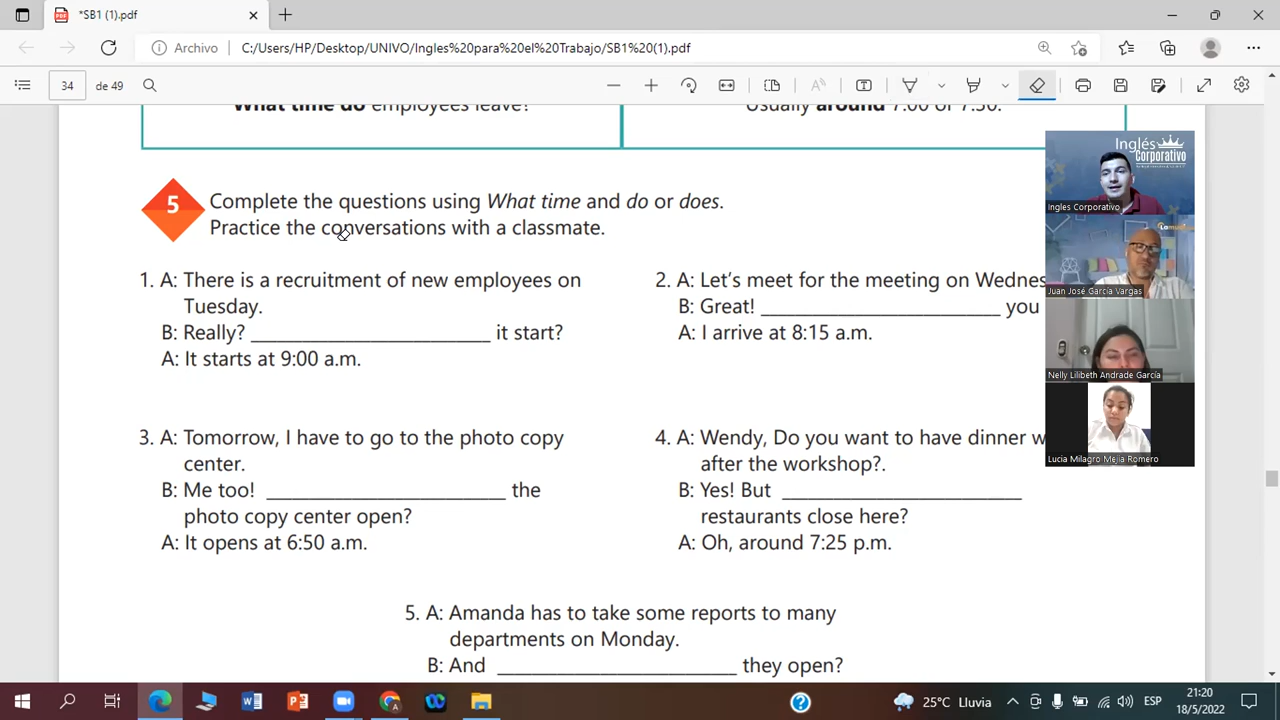 *SB1 (1).pdf
Archivo
C:/Users/HP/Desktop/UNIVO/Ingles%20para%20el%20Trabajo/SB1%20(1).pdf
34 de 49
What time do employees leave?
Usually around 7:00 or 7:30.
Inglés
Corporativo
Ingles Corporativo
5
Complete the questions using What time and do or does.
Practice the conversations with a classmate.
Juan José García Vargas
1. A: There is a recruitment of new employees on
Tuesday.
B: Really? ______________________ it start?
A: It starts at 9:00 a.m.
2. A: Let's meet for the meeting on Wednes
B: Great! ______________________ you
A: I arrive at 8:15 a.m.
Nelly Lilibeth Andrade García
Lucia Milagro Mejia Romero
3. A: Tomorrow, I have to go to the photo copy
center.
B: Me too! ______________________ the
photo copy center open?
A: It opens at 6:50 a.m.
4. A: Wendy, Do you want to have dinner w
after the workshop?.
B: Yes! But ______________________
restaurants close here?
A: Oh, around 7:25 p.m.
5. A: Amanda has to take some reports to many
departments on Monday.
B: And ______________________ they open?
25°C Lluvia
ESP
21:20
18/5/2022